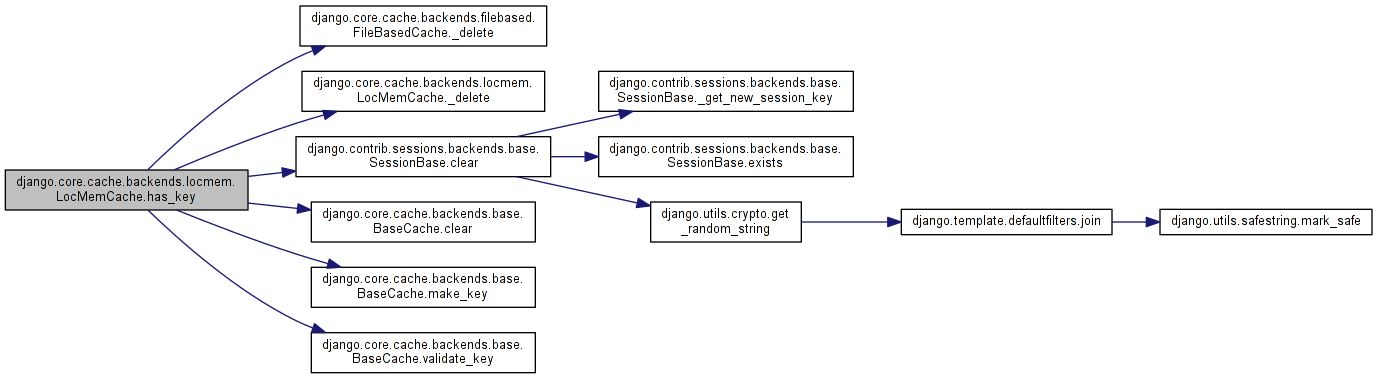 django.core.cache.backends.locmem.
LocMemCache.has_key
django.core.cache.backends.filebased.
FileBasedCache._delete
django.core.cache.backends.locmem.
LocMemCache._delete
django.contrib.sessions.backends.base.
SessionBase.clear
django.core.cache.backends.base.
BaseCache.clear
django.core.cache.backends.base.
BaseCache.make_key
django.core.cache.backends.base.
BaseCache.validate_key
django.contrib.sessions.backends.base.
SessionBase._get_new_session_key
django.contrib.sessions.backends.base.
SessionBase.exists
django.utils.crypto.get
_random_string
django.template.defaultfilters.join
django.utils.safestring.mark_safe